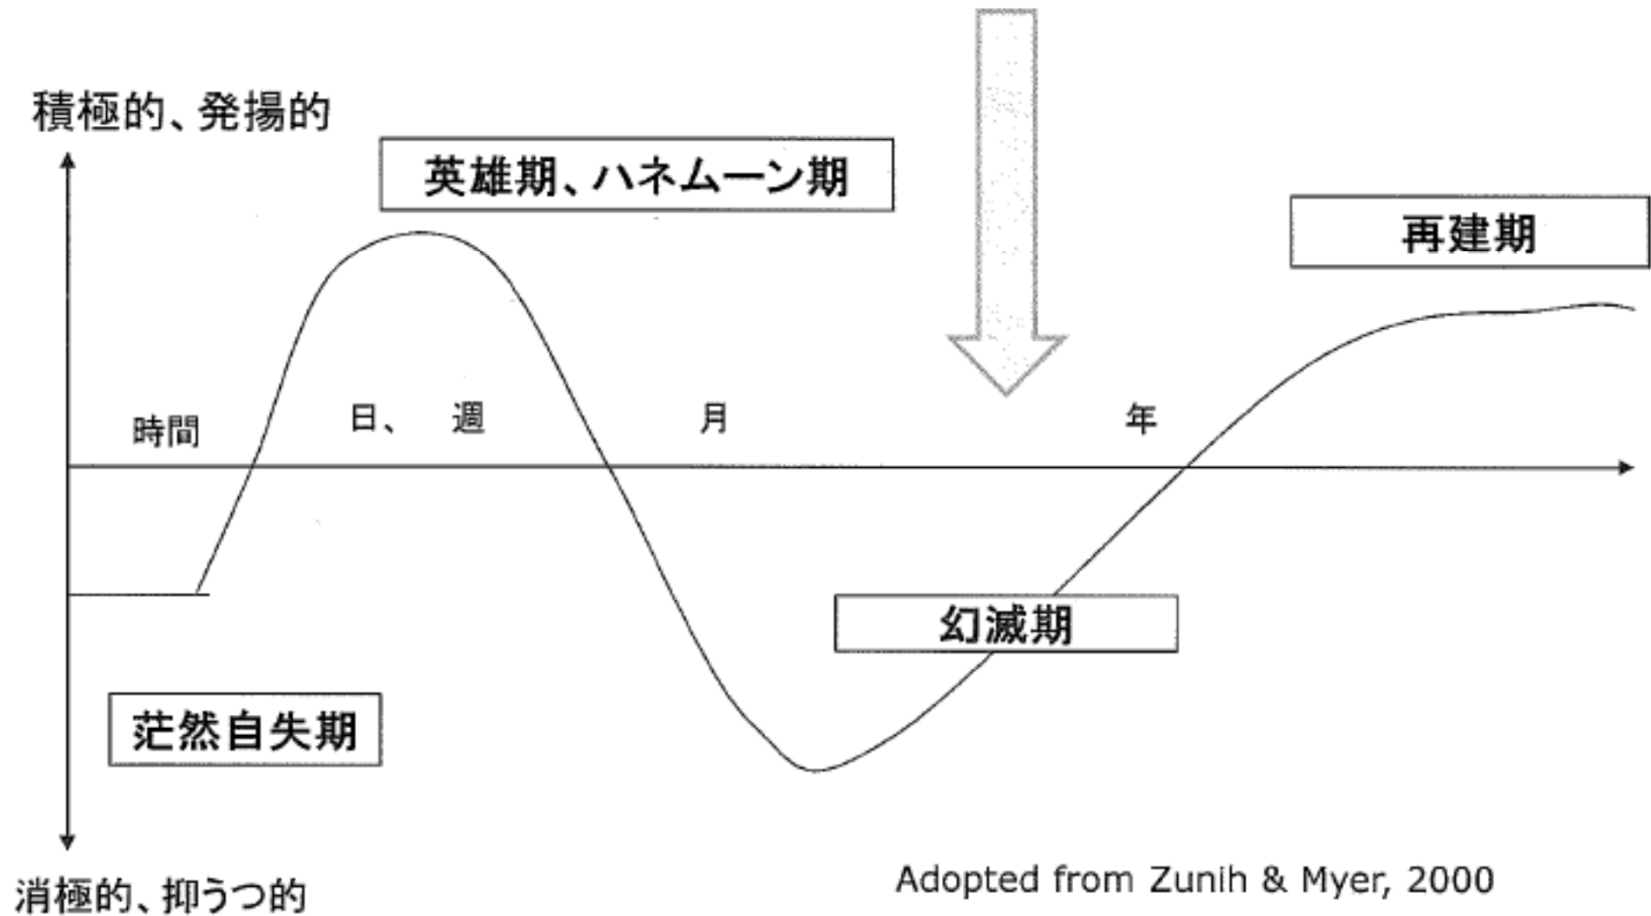 積極的、発揚的
英雄期、ハネムーン期
再建期
時間
日、 週
月
年
幻滅期
茫然自失期
消極的、抑うつ的
Adopted from Zunih & Myer, 2000